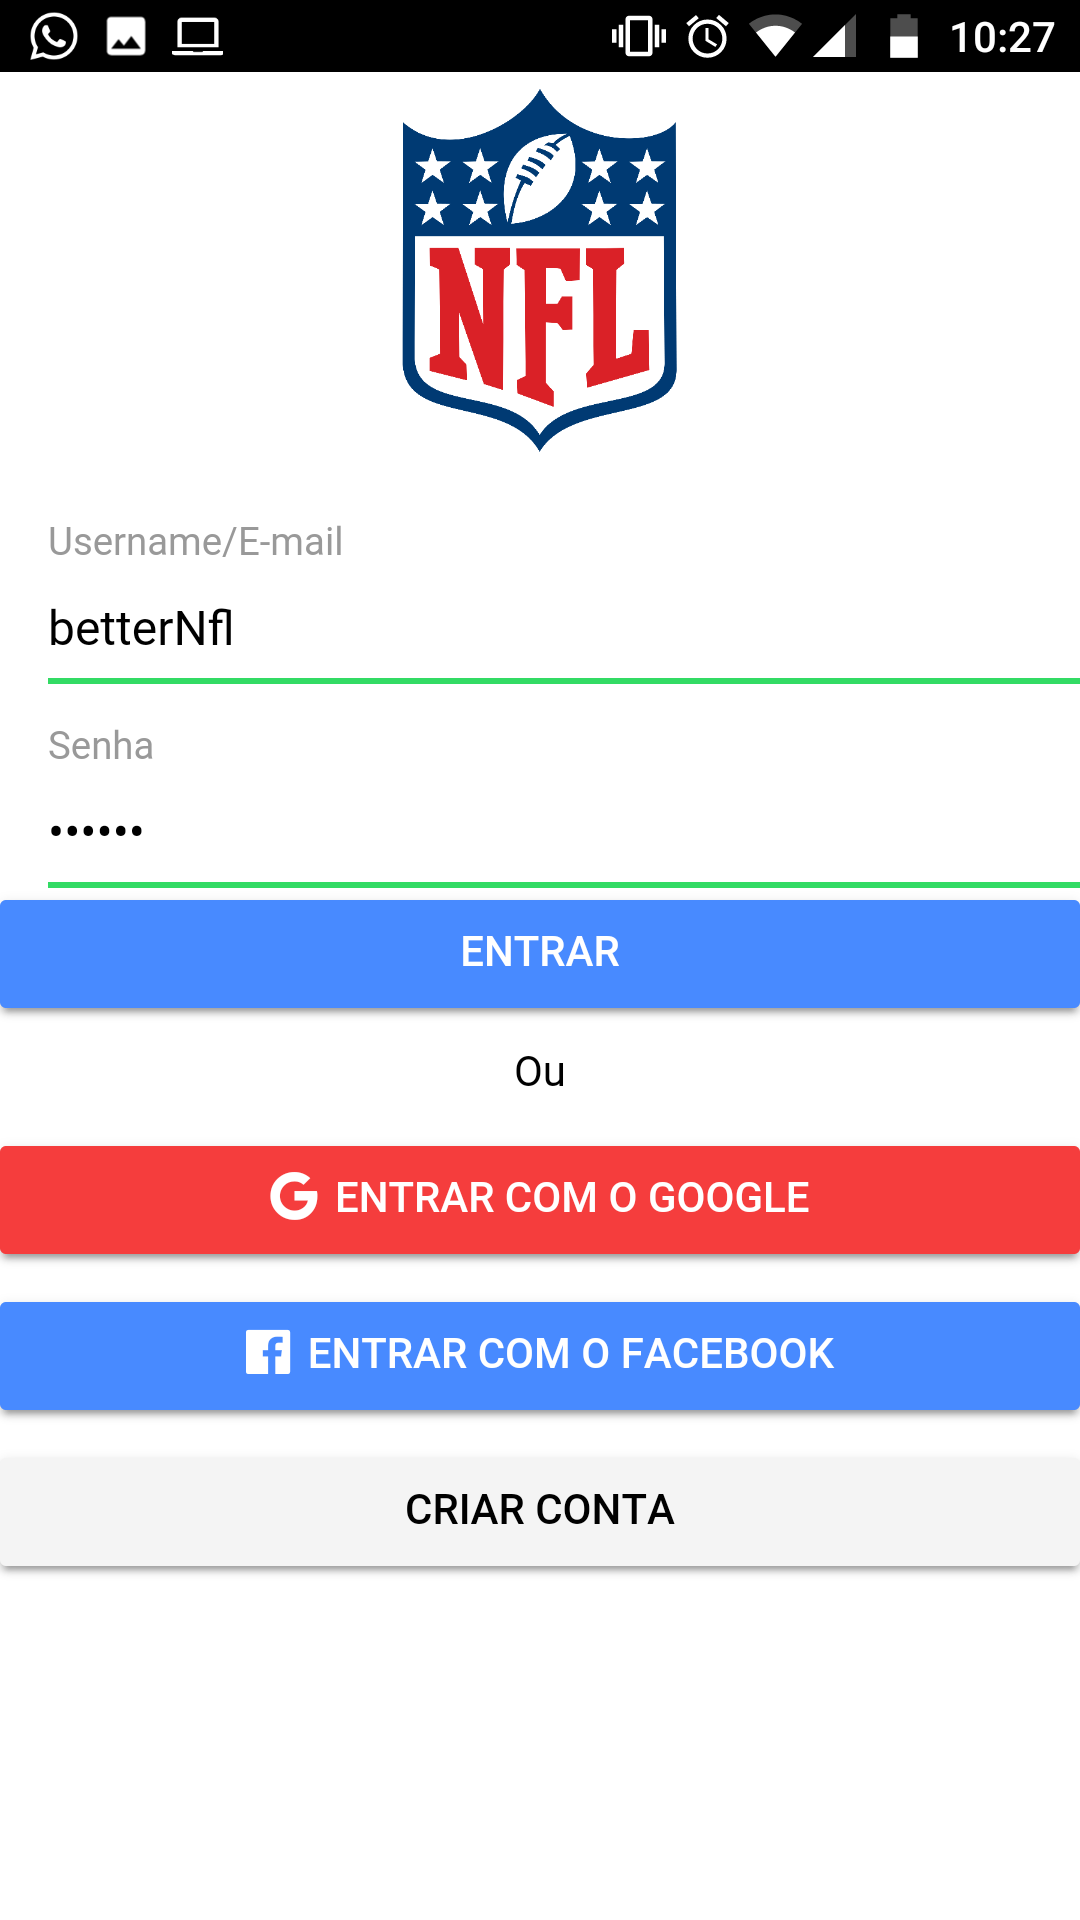 10:27
NFL
Username/E-mail
betterNfl
Senha
••••••
ENTRAR
Ou
G ENTRAR COM O GOOGLE
f ENTRAR COM O FACEBOOK
CRIAR CONTA